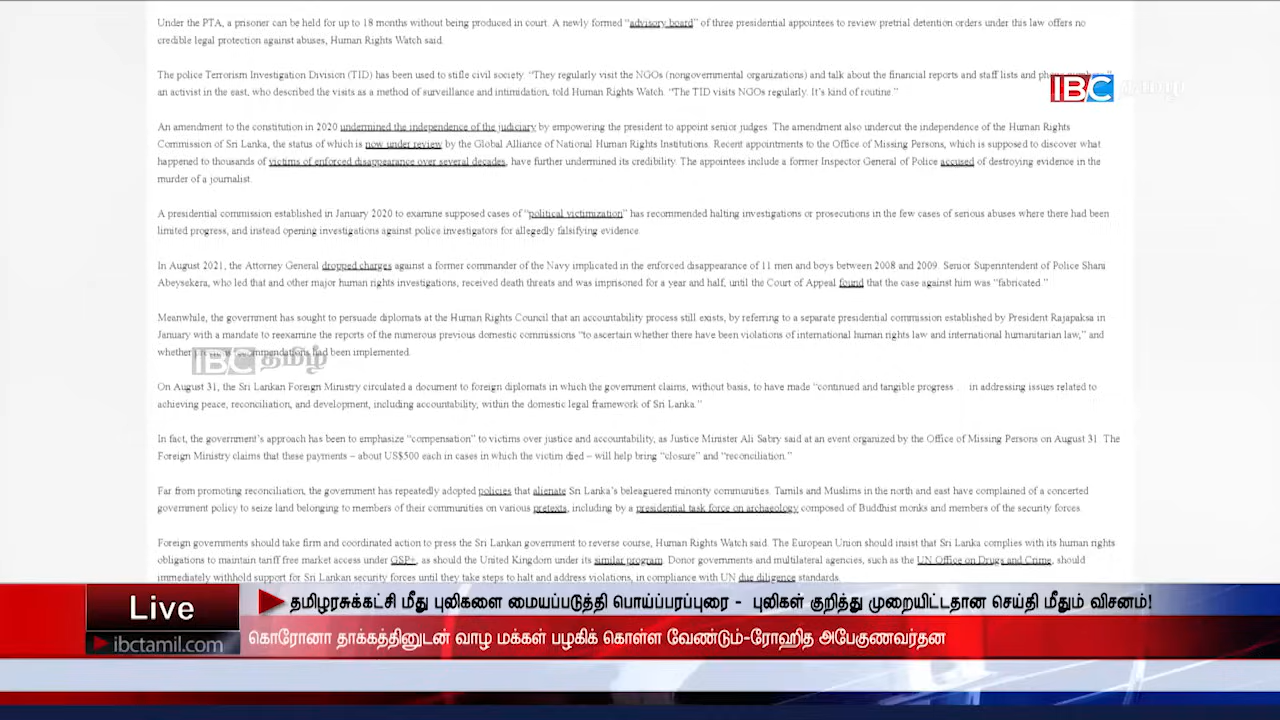 Under the PTA, a prisoner can be held for up to 18 months without being produced in court. A newly formed “advisory board” of three presidential appointees to review pretrial detention orders under this law offers no
credible legal protection against abuses, Human Rights Watch said.
The police Terrorism Investigation Division (TID) has been used to stifle civil society. “They regularly visit the NGOs (nongovernmental organizations) and talk about the financial reports and staff lists and
IBC தமிழ்
an activist in the east, who described the visits as a method of surveillance and intimidation, told Human Rights Watch. “The TID visits NGOs regularly. It’s kind of routine.”
An amendment to the constitution in 2020 undermined the independence of the judiciary by empowering the president to appoint senior judges. The amendment also undercut the independence of the Human Rights
Commission of Sri Lanka, the status of which is now under review by the Global Alliance of National Human Rights Institutions. Recent appointments to the Office of Missing Persons, which is supposed to discover what
happened to thousands of victims of enforced disappearance over several decades, have further undermined its credibility. The appointees include a former Inspector General of Police accused of destroying evidence in the
murder of a journalist.
A presidential commission established in January 2020 to examine supposed cases of “political victimization” has recommended halting investigations or prosecutions in the few cases of serious abuses where there had been
limited progress, and instead opening investigations against police investigators for allegedly falsifying evidence.
In August 2021, the Attorney General dropped charges against a former commander of the Navy implicated in the enforced disappearance of 11 men and boys between 2008 and 2009. Senior Superintendent of Police Shani
Abeysekera, who led that and other major human rights investigations, received death threats and was imprisoned for a year and half, until the Court of Appeal found that the case against him was “fabricated.”
Meanwhile, the government has sought to persuade diplomats at the Human Rights Council that an accountability process still exists, by referring to a separate presidential commission established by President Rajapaksa in
January with a mandate to reexamine the reports of the numerous previous domestic commissions “to ascertain whether there have been violations of international human rights law and international humanitarian law,” and
whether recommendations had been implemented.
IBC தமிழ்
On August 31, the Sri Lankan Foreign Ministry circulated a document to foreign diplomats in which the government claims, without basis, to have made “continued and tangible progress … in addressing issues related to
achieving peace, reconciliation, and development, including accountability, within the domestic legal framework of Sri Lanka.”
In fact, the government’s approach has been to emphasize “compensation” to victims over justice and accountability, as Justice Minister Ali Sabry said at an event organized by the Office of Missing Persons on August 31. The
Foreign Ministry claims that these payments – about US$500 each in cases in which the victim died – will help bring “closure” and “reconciliation.”
Far from promoting reconciliation, the government has repeatedly adopted policies that alienate Sri Lanka’s beleaguered minority communities. Tamils and Muslims in the north and east have complained of a concerted
government policy to seize land belonging to members of their communities on various pretexts, including by a presidential task force on archaeology composed of Buddhist monks and members of the security forces.
Foreign governments should take firm and coordinated action to press the Sri Lankan government to reverse course, Human Rights Watch said. The European Union should insist that Sri Lanka complies with its human rights
obligations to maintain tariff free market access under GSP+, as should the United Kingdom under its similar program. Donor governments and multilateral agencies, such as the UN Office on Drugs and Crime, should
immediately withhold support for Sri Lankan security forces until they take steps to halt and address violations, in compliance with UN due diligence standards.
Live
தமிழரசுக்கட்சி மீது புலிகளை மையப்படுத்தி பொய்ப்பரப்புரை - புலிகள் குறித்து முறையிட்டதான செய்தி மீதும் விசனம்!
ibctamil.com
கொரோனா தாக்கத்தினுடன் வாழ மக்கள் பழகிக் கொள்ள வேண்டும்-ரோஹித அபேகுணவர்தன